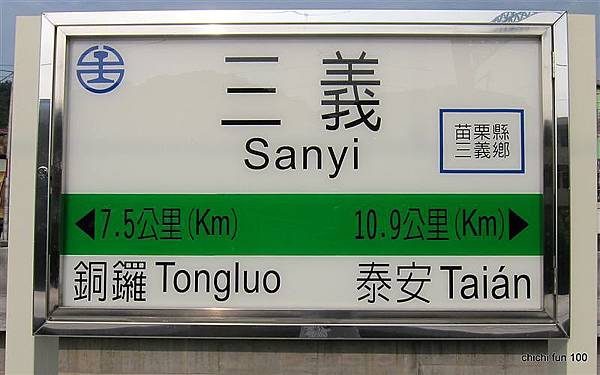 三義
Sanyi
苗栗縣
三義鄉
◀7.5公里(Km) 10.9公里(Km)▶
銅鑼 Tongluo 泰安 Taián
chichi fun 100